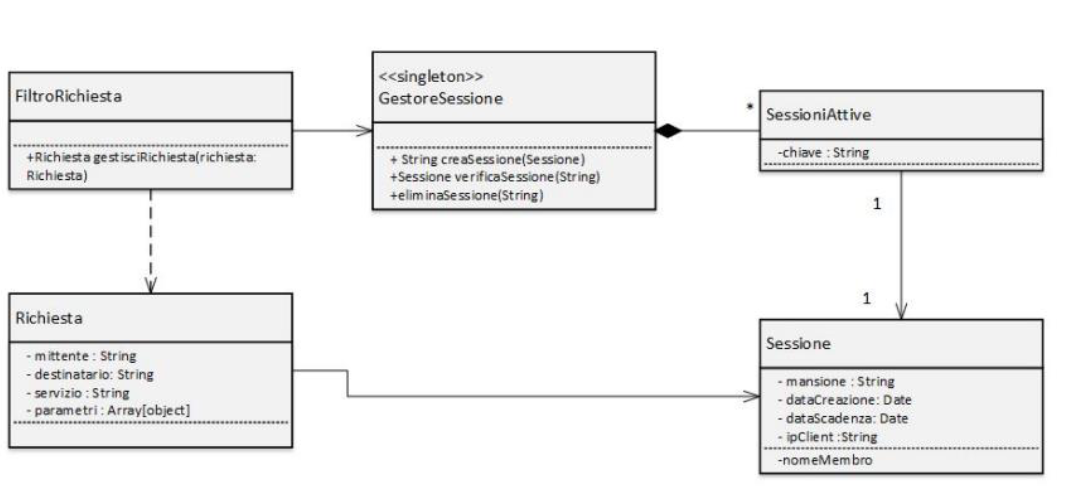 FiltroRichiesta
+Richiesta gestisciRichiesta(richiesta:
Richiesta)
<<singleton>>
GestoreSessione
+ String creaSessione(Sessione)
+Sessione verificaSessione(String)
+eliminaSessione(String)
*
SessioniAttive
-chiave : String
1
1
Richiesta
- mittente : String
- destinatario: String
- servizio : String
- parametri : Array[object]
Sessione
- mansione : String
- dataCreazione: Date
- dataScadenza: Date
- ipClient :String
-nomeMembro